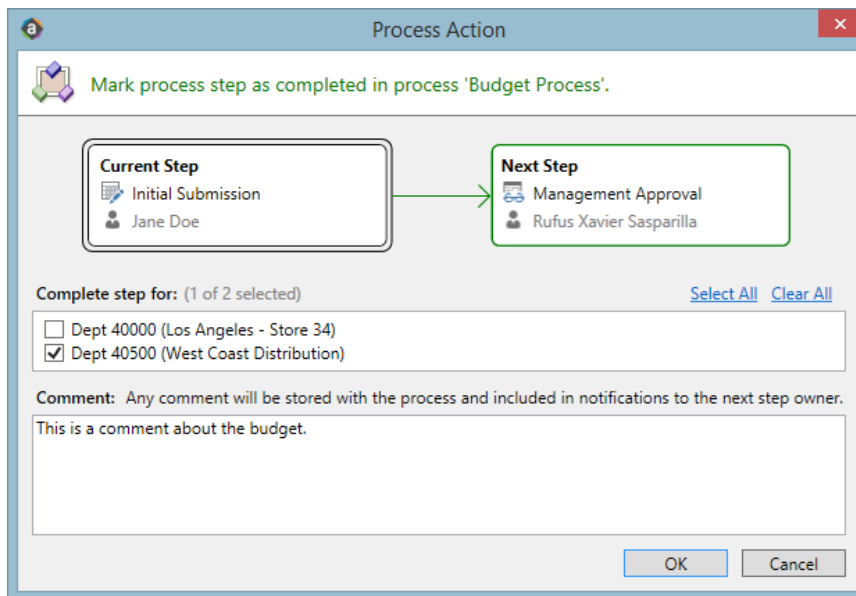 Process Action
Mark process step as completed in process 'Budget Process'.
Current Step
Initial Submission
Jane Doe
Next Step
Management Approval
Rufus Xavier Sasparilla
Complete step for: (1 of 2 selected) Select All Clear All
Dept 40000 (Los Angeles - Store 34)
Dept 40500 (West Coast Distribution)
Comment: Any comment will be stored with the process and included in notifications to the next step owner.
This is a comment about the budget.
OK Cancel